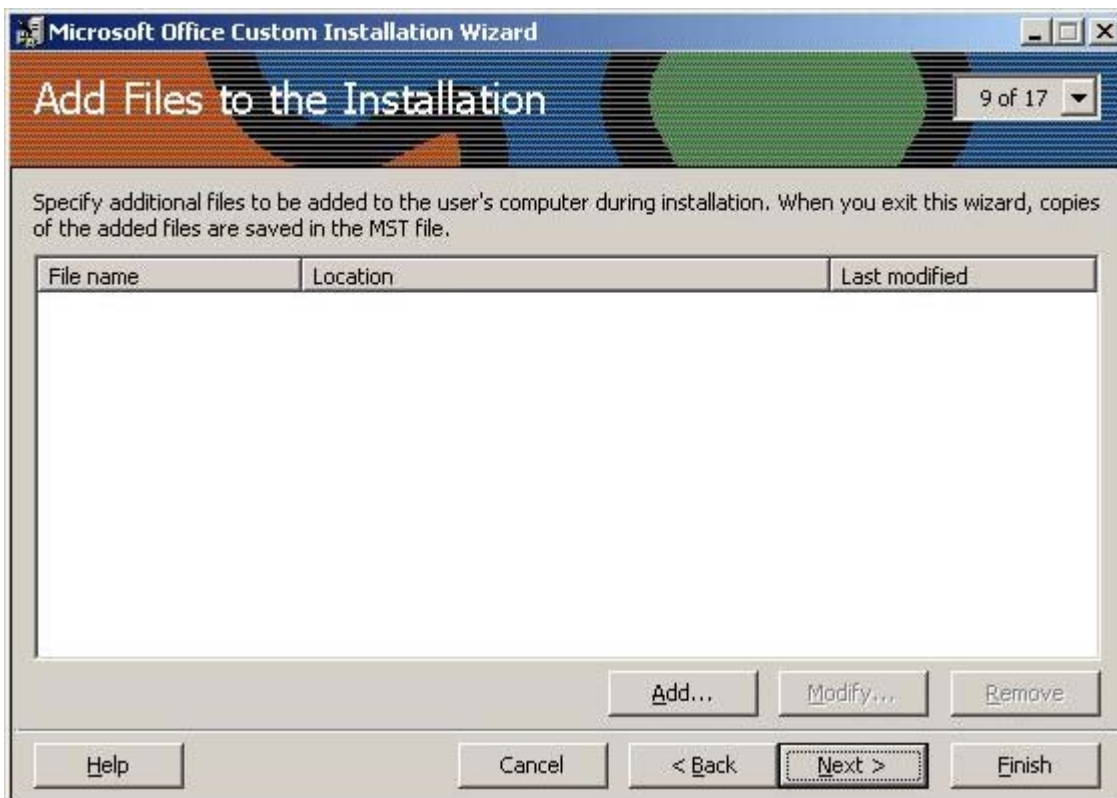 Microsoft Office Custom Installation Wizard
Add Files to the Installation
9 of 17
Specify additional files to be added to the user's computer during installation. When you exit this wizard, copies
of the added files are saved in the MST file.
File name Location Last modified
Add... Modify... Remove
Help Cancel < Back Next > Finish